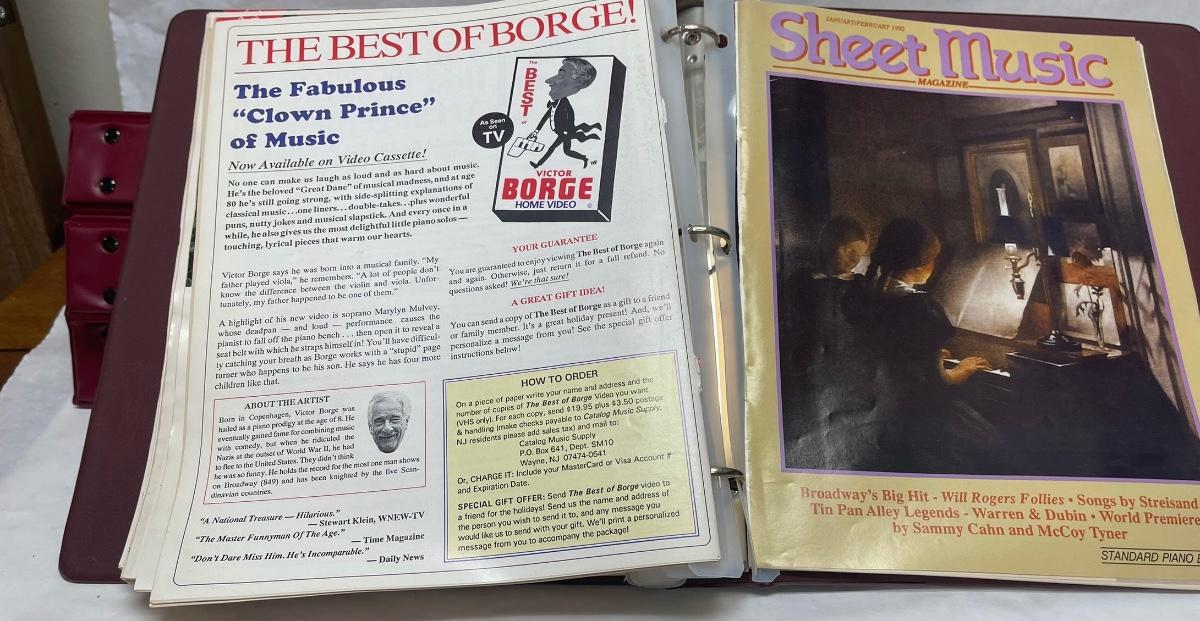 THE BEST OF BORGE!
The Fabulous
“Clown Prince”
of Music
Now Available on Video Cassette!
No one can make us laugh as loud and as hard about music.
He's the beloved “Great Dane” of musical madness, and at age
80 he's still going strong, with side-splitting explanations of
classical music...one liners...double-takes...plus wonderful
puns, nutty jokes and musical slapstick. And every once in a
while, he also gives us the most delightful little piano solos —
touching, lyrical pieces that warm our hearts.
As Seen
on
TV
The
BEST
of
VICTOR
BORGE
HOME VIDEO
Victor Borge says he was born into a musical family. “My
father played viola,” he remembers. “A lot of people don't
know the difference between the violin and viola. Unfor-
tunately, my father happened to be one of them.”
A highlight of his new video is soprano Marylyn Mulvey,
whose deadpan — and loud — performance causes the
pianist to fall off the piano bench . . . then open it to reveal a
seat belt with which he straps himself in! You'll have difficul-
ty catching your breath as Borge works with a “stupid” page
turner who happens to be his son. He says he has four more
children like that.
ABOUT THE ARTIST
Born in Copenhagen, Victor Borge was
hailed as a piano prodigy at the age of 8. He
eventually gained fame for combining music
with comedy, but when he ridiculed the
Nazis at the outset of World War II, he had
to flee to the United States. They didn't think
he was so funny. He holds the record for the most one man shows
on Broadway (849) and has been knighted by the five Scan-
dinavian countries.
“A National Treasure — Hilarious.”
— Stewart Klein, WNEW-TV
“The Master Funnyman Of The Age.”
— Time Magazine
“Don't Dare Miss Him. He's Incomparable.”
— Daily News
YOUR GUARANTEE
You are guaranteed to enjoy viewing The Best of Borge again
and again. Otherwise, just return it for a full refund. No
questions asked! We're that sure!
A GREAT GIFT IDEA!
You can send a copy of The Best of Borge as a gift to a friend
or family member. It's a great holiday present! And, we'll
personalize a message from you! See the special gift offer
instructions below!
HOW TO ORDER
On a piece of paper write your name and address and the
number of copies of The Best of Borge Video you want
(VHS only). For each copy, send $19.95 plus $3.50 postage
& handling (make checks payable to Catalog Music Supply,
NJ residents please add sales tax) and mail to:
Catalog Music Supply
P.O. Box 641, Dept. SM10
Wayne, NJ 07474-0641
Or, CHARGE IT: Include your MasterCard or Visa Account #
and Expiration Date.
SPECIAL GIFT OFFER: Send The Best of Borge video to
a friend for the holidays! Send us the name and address of
the person you wish to send it to, and any message you
would like us to send with your gift. We'll print a personalized
message from you to accompany the package!
JANUARY/FEBRUARY 1992
Sheet Music
MAGAZINE
Broadway's Big Hit - Will Rogers Follies • Songs by Streisand
Tin Pan Alley Legends - Warren & Dubin • World Premiere
by Sammy Cahn and McCoy Tyner
STANDARD PIANO